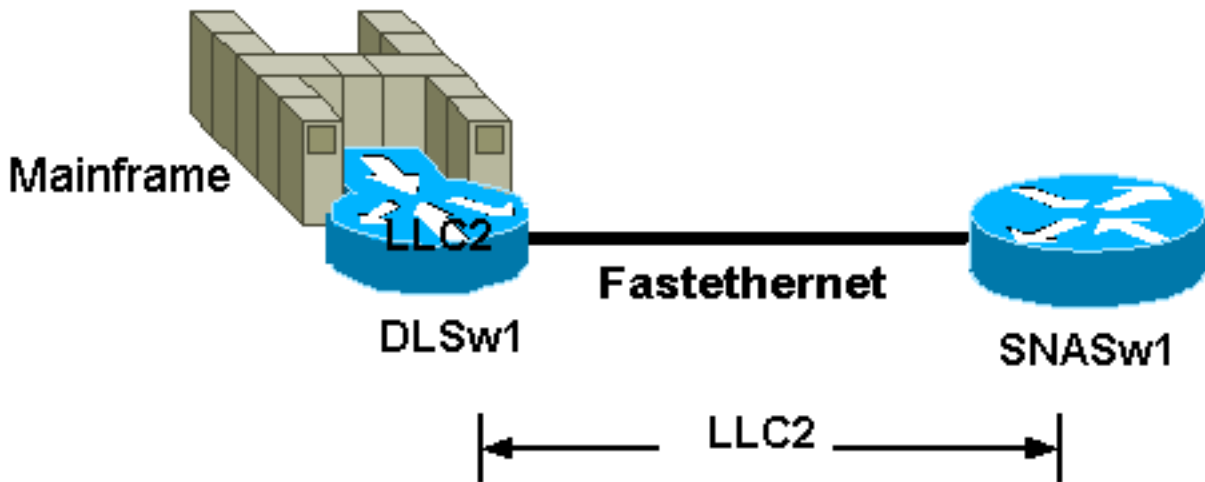 Mainframe
LLC2
Fastethernet
DLSw1
SNASw1
LLC2